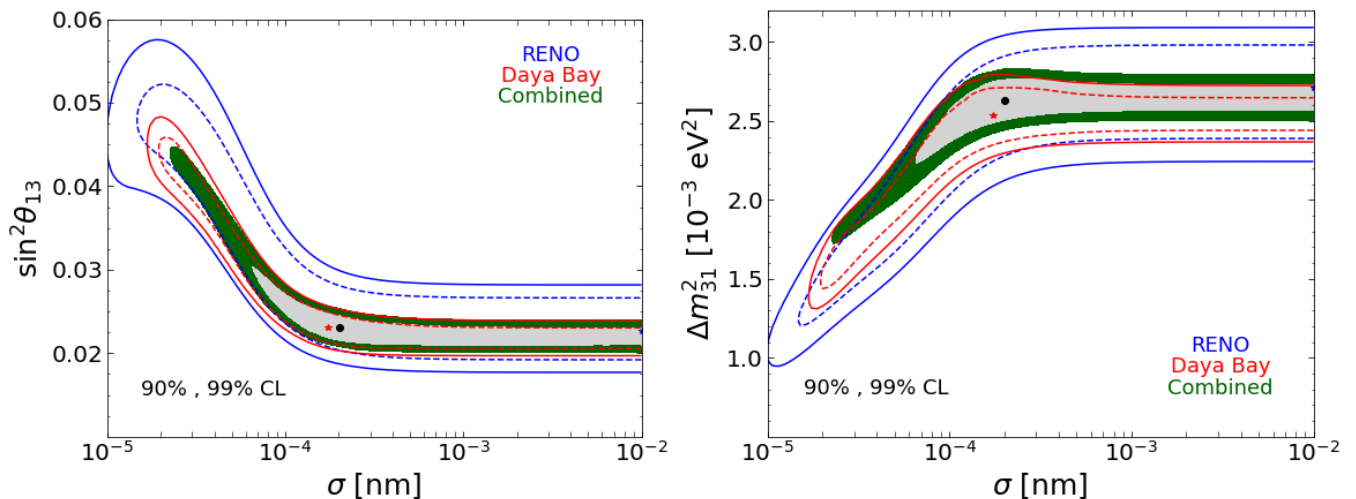 0.06
0.05
0.04
0.03
0.02
sin²θ₁₃
RENO
Daya Bay
Combined
90% , 99% CL
10⁻⁵
10⁻⁴
10⁻³
10⁻²
σ [nm]
3.0
2.5
2.0
1.5
1.0
Δm²₃₁ [10⁻³ eV²]
RENO
Daya Bay
Combined
90% , 99% CL
10⁻⁵
10⁻⁴
10⁻³
10⁻²
σ [nm]